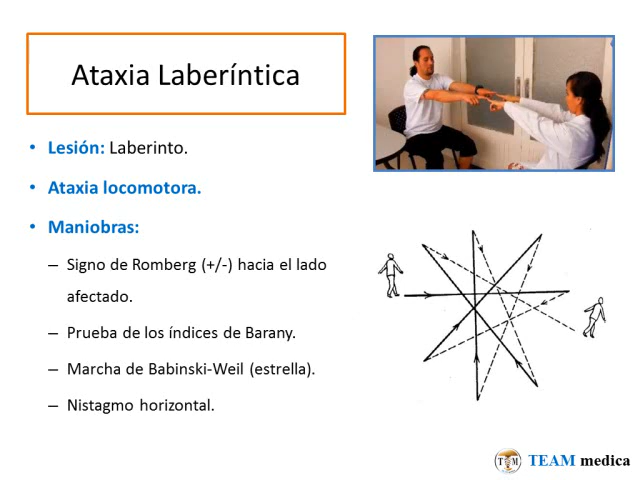 Ataxia Laberíntica
• Lesión: Laberinto.
• Ataxia locomotora.
• Maniobras:
– Signo de Romberg (+/-) hacia el lado
afectado.
– Prueba de los índices de Barany.
– Marcha de Babinski-Weil (estrella).
– Nistagmo horizontal.
TM
TEAM medica